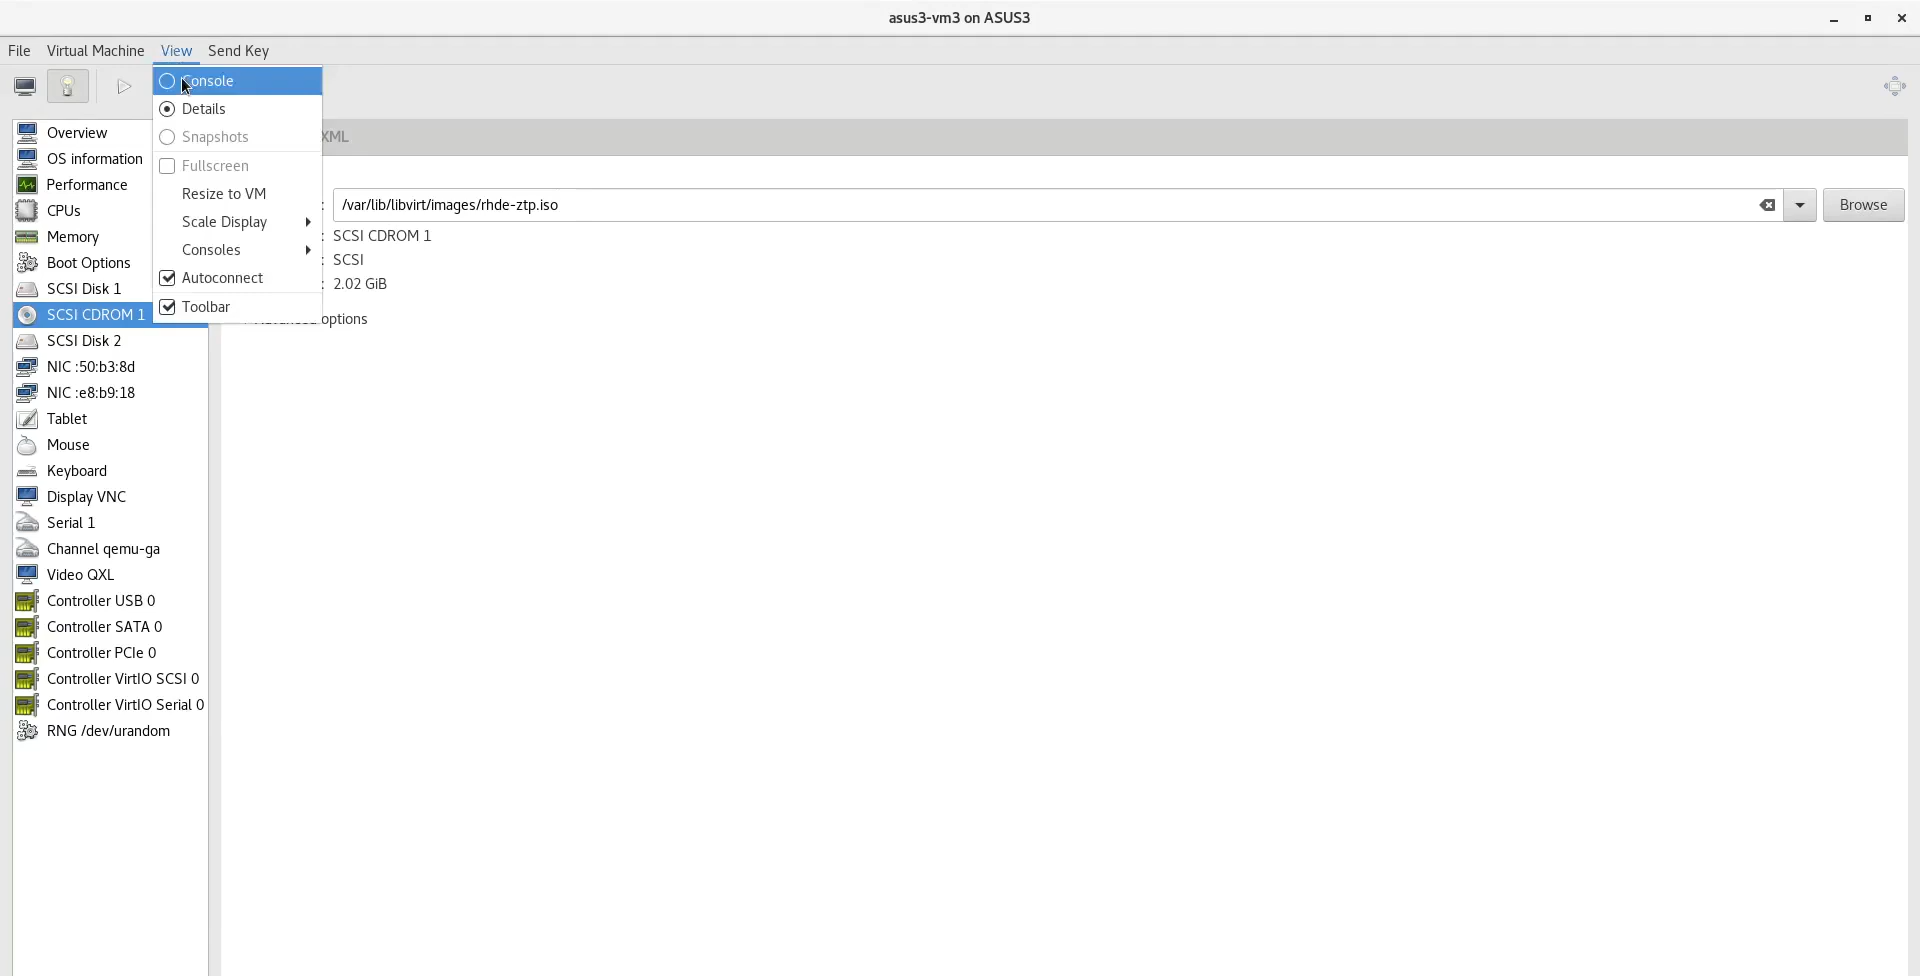 asus3-vm3 on ASUS3
File Virtual Machine View Send Key
Console
Details
Snapshots
Fullscreen
Resize to VM
Scale Display
Consoles
Autoconnect
Toolbar
Overview
OS information
Performance
CPUs
Memory
Boot Options
SCSI Disk 1
SCSI CDROM 1
SCSI Disk 2
NIC :50:b3:8d
NIC :e8:b9:18
Tablet
Mouse
Keyboard
Display VNC
Serial 1
Channel qemu-ga
Video QXL
Controller USB 0
Controller SATA 0
Controller PCIe 0
Controller VirtIO SCSI 0
Controller VirtIO Serial 0
RNG /dev/urandom
XML
: /var/lib/libvirt/images/rhde-ztp.iso Browse
: SCSI CDROM 1
: SCSI
: 2.02 GiB
options